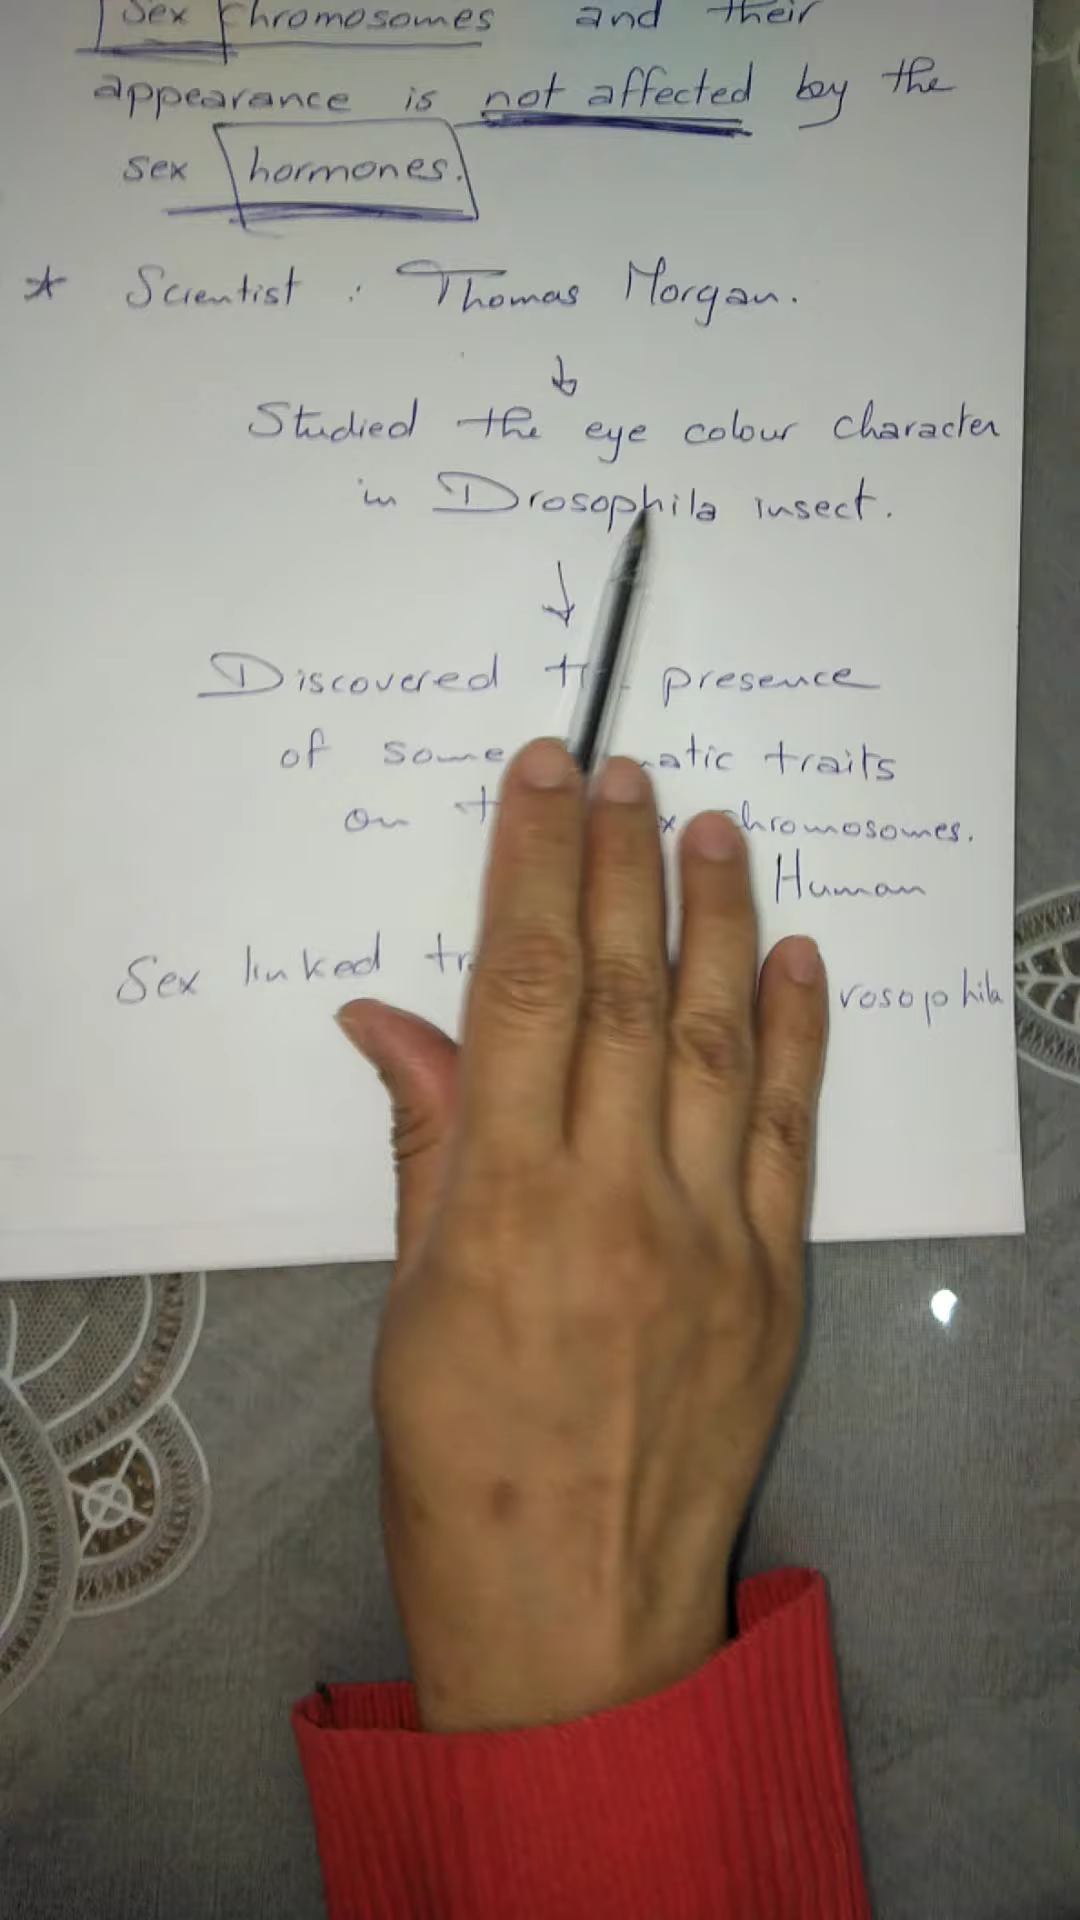 Sex chromosomes and their
appearance is not affected by the
sex hormones.
* Scientist : Thomas Morgan.
↓
Studied the eye colour character
in Drosophila insect.
↓
Discovered presence
of some traits
on chromosomes.
Human
Sex linked
rosophila